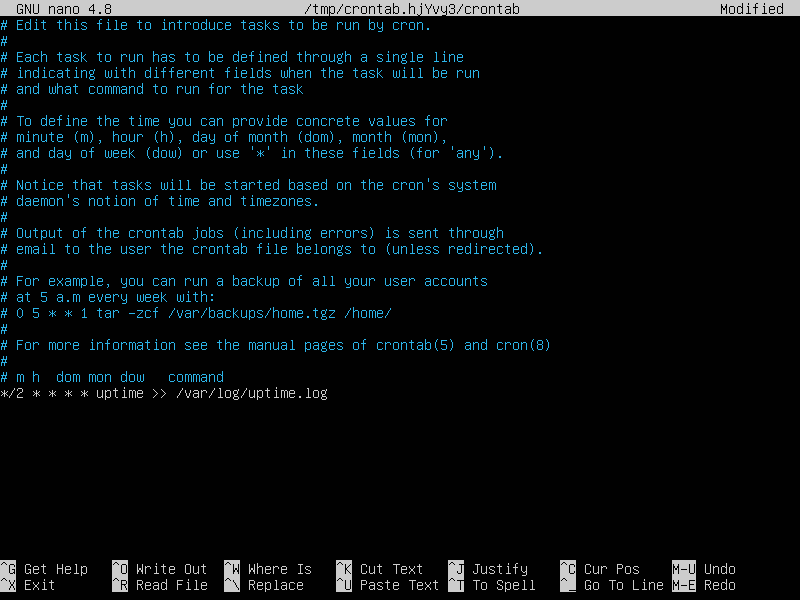 GNU nano 4.8 /tmp/crontab.hjYvy3/crontab Modified
# Edit this file to introduce tasks to be run by cron.
#
# Each task to run has to be defined through a single line
# indicating with different fields when the task will be run
# and what command to run for the task
#
# To define the time you can provide concrete values for
# minute (m), hour (h), day of month (dom), month (mon),
# and day of week (dow) or use '*' in these fields (for 'any').
#
# Notice that tasks will be started based on the cron's system
# daemon's notion of time and timezones.
#
# Output of the crontab jobs (including errors) is sent through
# email to the user the crontab file belongs to (unless redirected).
#
# For example, you can run a backup of all your user accounts
# at 5 a.m every week with:
# 0 5 * * 1 tar -zcf /var/backups/home.tgz /home/
#
# For more information see the manual pages of crontab(5) and cron(8)
#
# m h  dom mon dow   command
*/2 * * * * uptime >> /var/log/uptime.log
^G Get Help ^O Write Out ^W Where Is ^K Cut Text ^J Justify ^C Cur Pos M-U Undo
^X Exit ^R Read File ^\ Replace ^U Paste Text ^T To Spell ^_ Go To Line M-E Redo